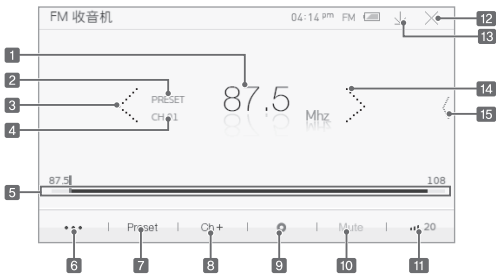 FM 收音机 04:14 pm FM
12
13
1
2 PRESET 87.5 14
3
4 CH 01 Mhz 15
87.5 108
5
••• Preset Ch+ Mute 20
6 7 8 9 10 11